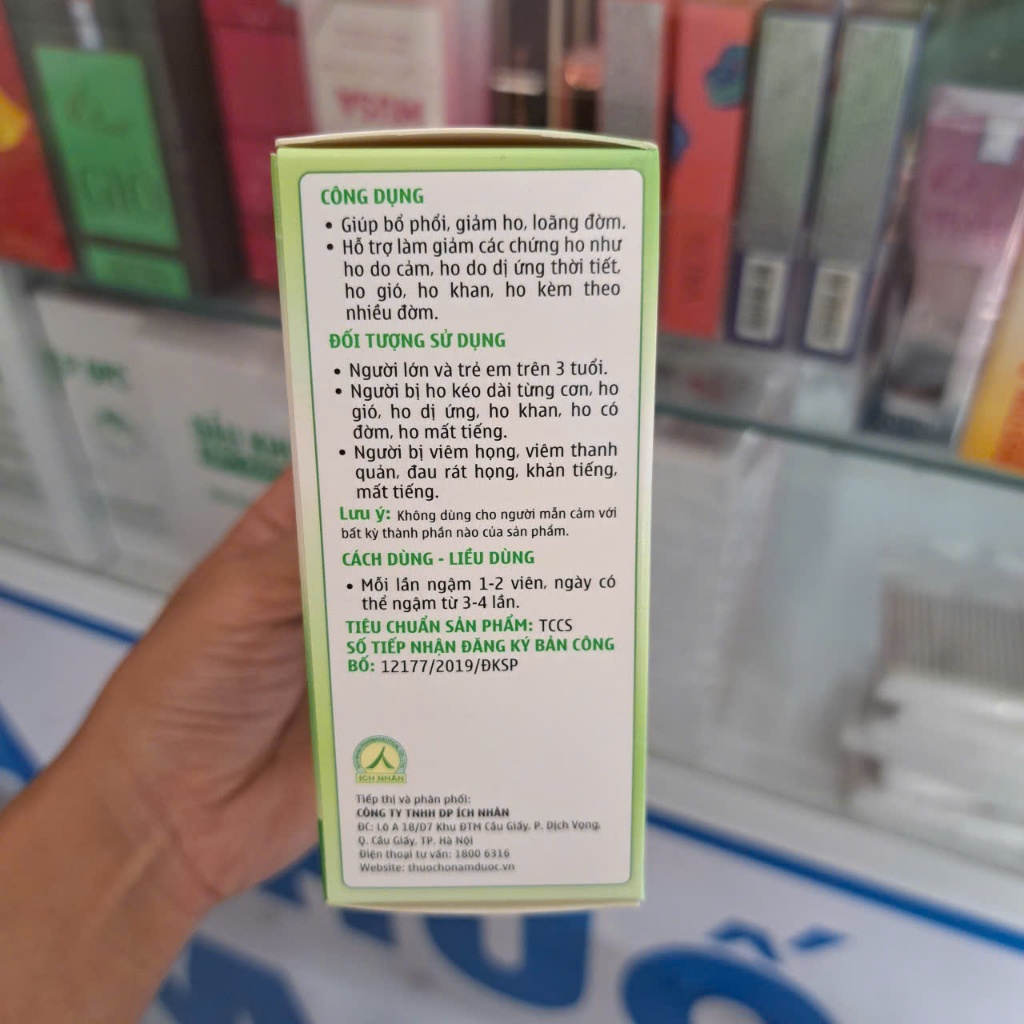 CÔNG DỤNG
• Giúp bổ phổi, giảm ho, loãng đờm.
• Hỗ trợ làm giảm các chứng ho như
ho do cảm, ho do dị ứng thời tiết,
ho gió, ho khan, ho kèm theo
nhiều đờm.
ĐỐI TƯỢNG SỬ DỤNG
• Người lớn và trẻ em trên 3 tuổi.
• Người bị ho kéo dài từng cơn, ho
gió, ho dị ứng, ho khan, ho có
đờm, ho mất tiếng.
• Người bị viêm họng, viêm thanh
quản, đau rát họng, khản tiếng,
mất tiếng.
Lưu ý: Không dùng cho người mẫn cảm với
bất kỳ thành phần nào của sản phẩm.
CÁCH DÙNG - LIỀU DÙNG
• Mỗi lần ngậm 1-2 viên, ngày có
thể ngậm từ 3-4 lần.
TIÊU CHUẨN SẢN PHẨM: TCCS
SỐ TIẾP NHẬN ĐĂNG KÝ BẢN CÔNG
BỐ: 12177/2019/ĐKSP
ÍCH NHÂN
Tiếp thị và phân phối:
CÔNG TY TNHH DP ÍCH NHÂN
ĐC: Lô A 18/D7 Khu ĐTM Cầu Giấy, P. Dịch Vọng,
Q. Cầu Giấy, TP. Hà Nội
Điện thoại tư vấn: 1800 6316
Website: thuochonamduoc.vn